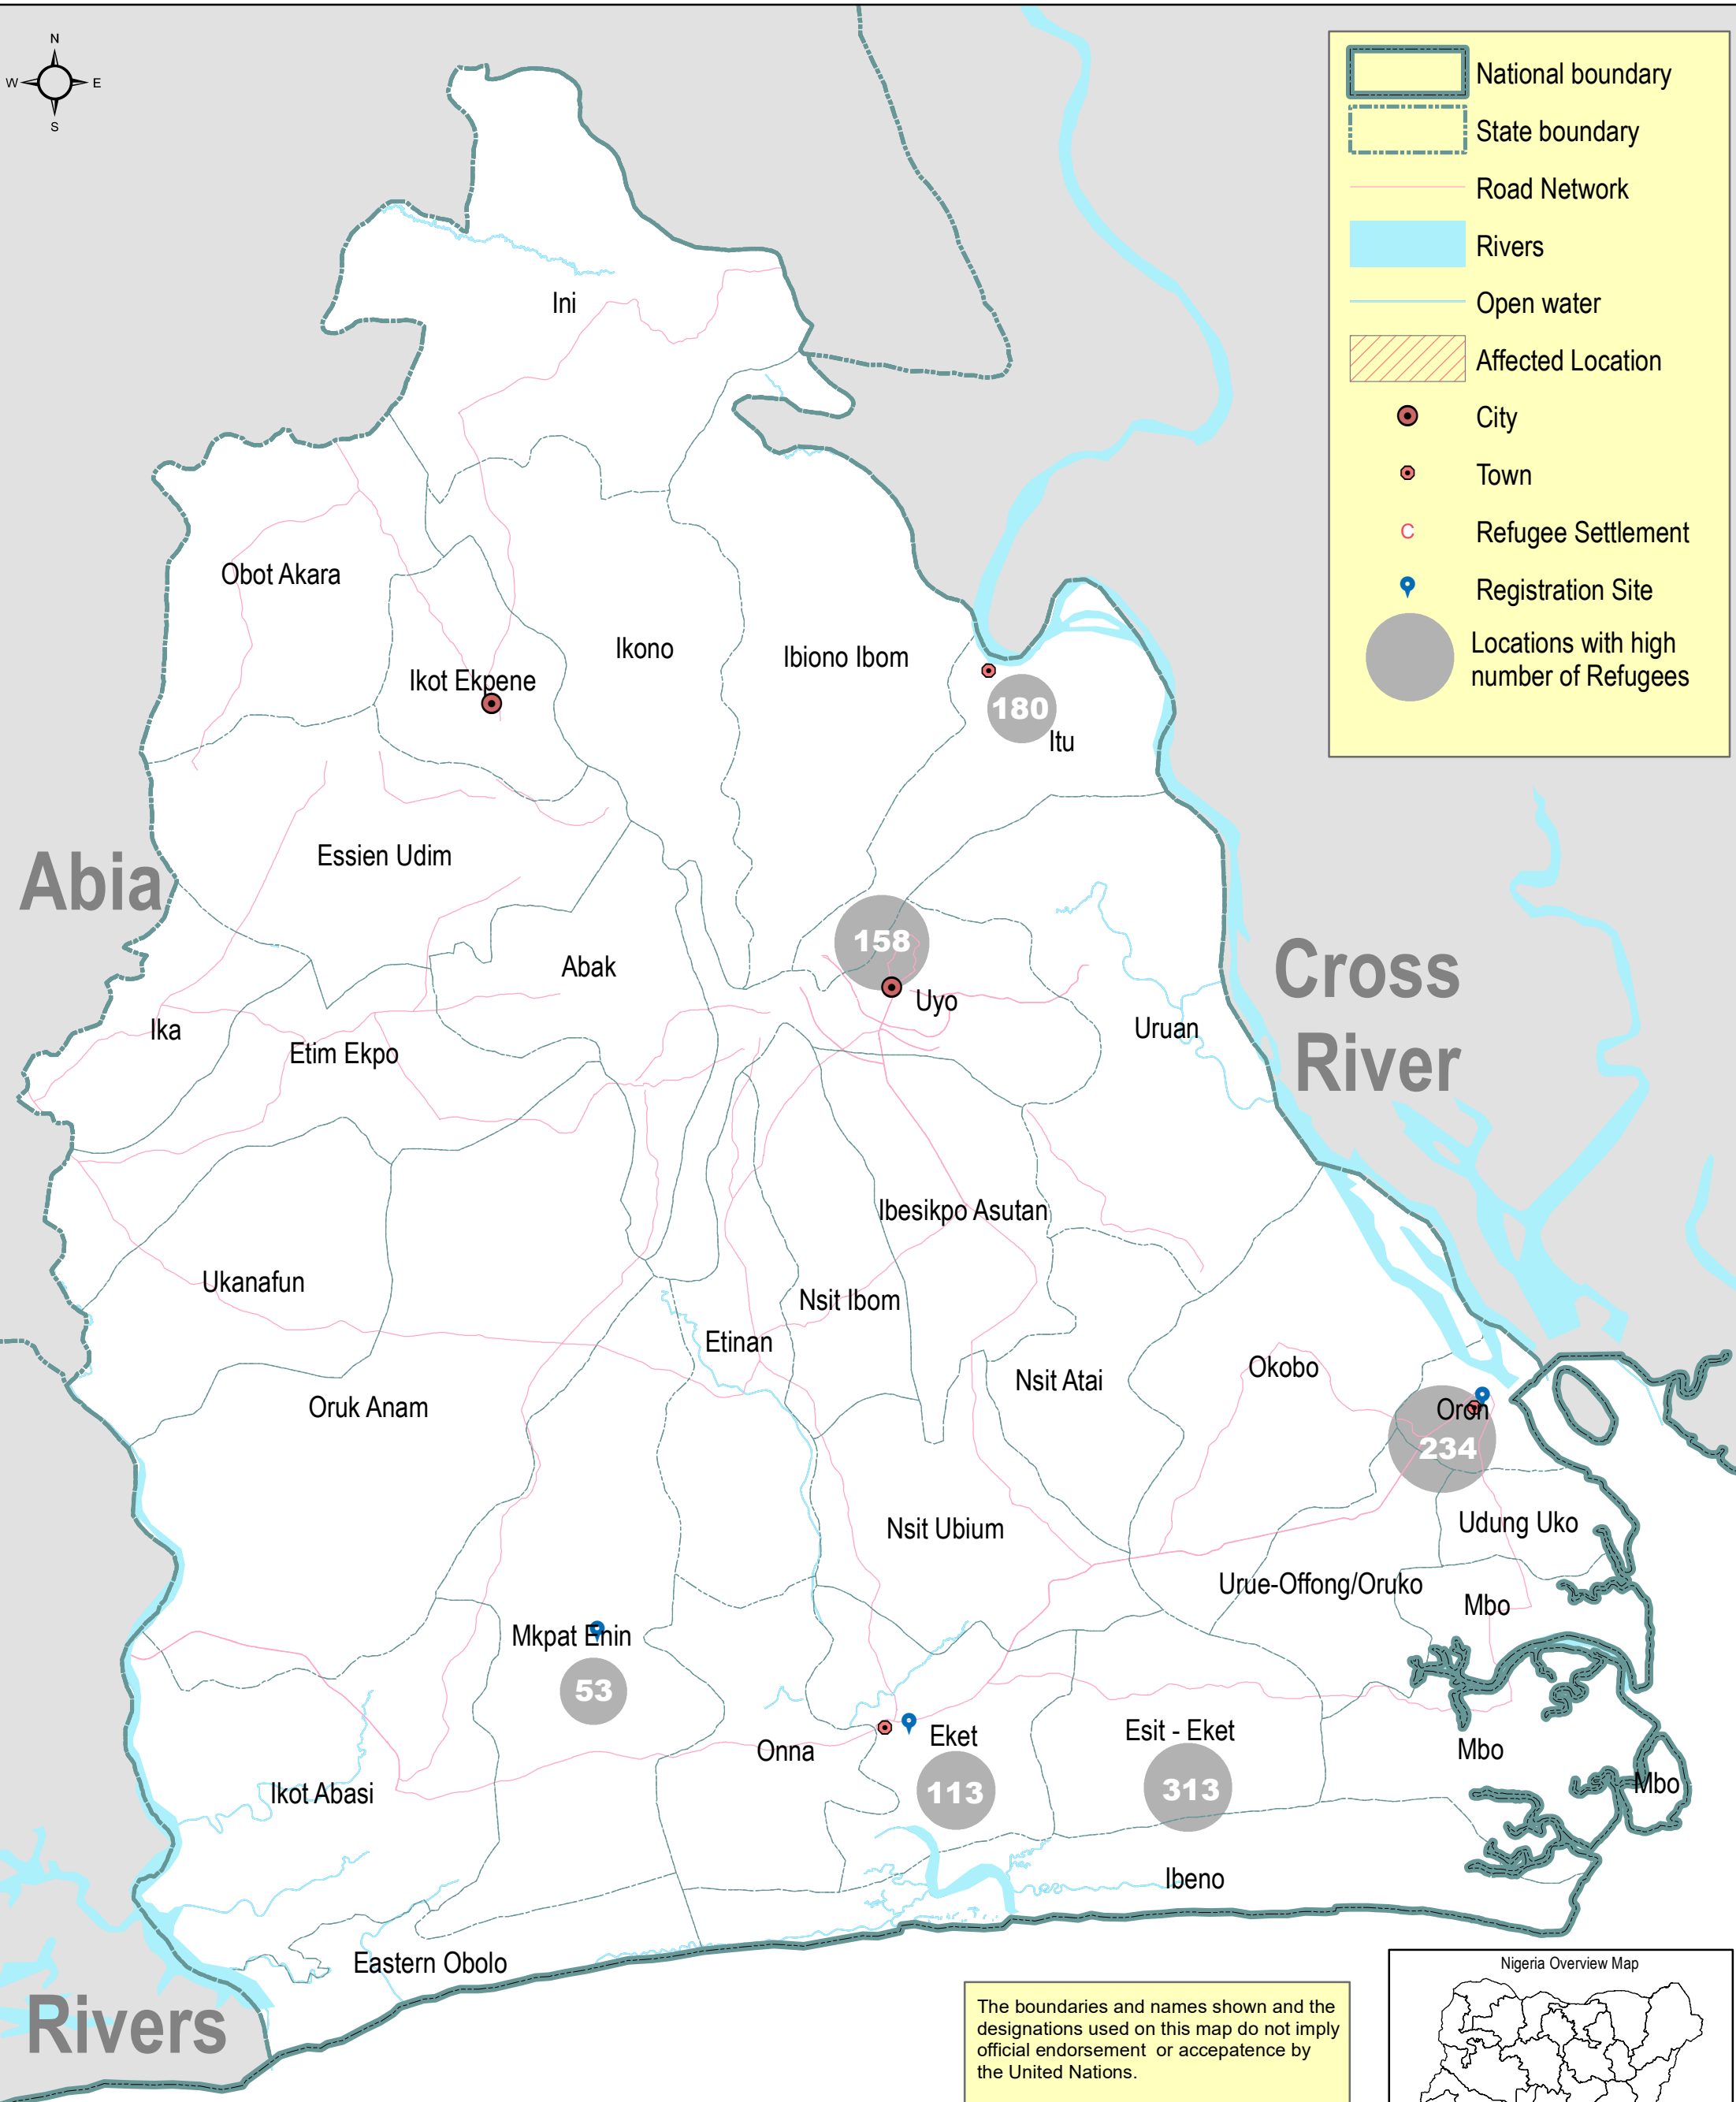 N
W
E
S
National boundary
State boundary
Road Network
Rivers
Open water
Affected Location
City
Town
C
Refugee Settlement
Registration Site
Locations with high
number of Refugees
Ini
Obot Akara
Ikot Ekpene
Ikono
Ibiono Ibom
180
Itu
Essien Udim
Abia
158
Abak
Uyo
Cross
River
Ika
Etim Ekpo
Uruan
Ibesikpo Asutan
Ukanafun
Nsit Ibom
Etinan
Nsit Atai
Okobo
Oruk Anam
Oron
234
Nsit Ubium
Udung Uko
Urue-Offong/Oruko
Mbo
Mkpat Enin
53
Onna
Eket
113
Esit - Eket
313
Mbo
Mbo
Ikot Abasi
Ibeno
Eastern Obolo
Rivers
The boundaries and names shown and the
designations used on this map do not imply
official endorsement or accepatence by
the United Nations.
Nigeria Overview Map